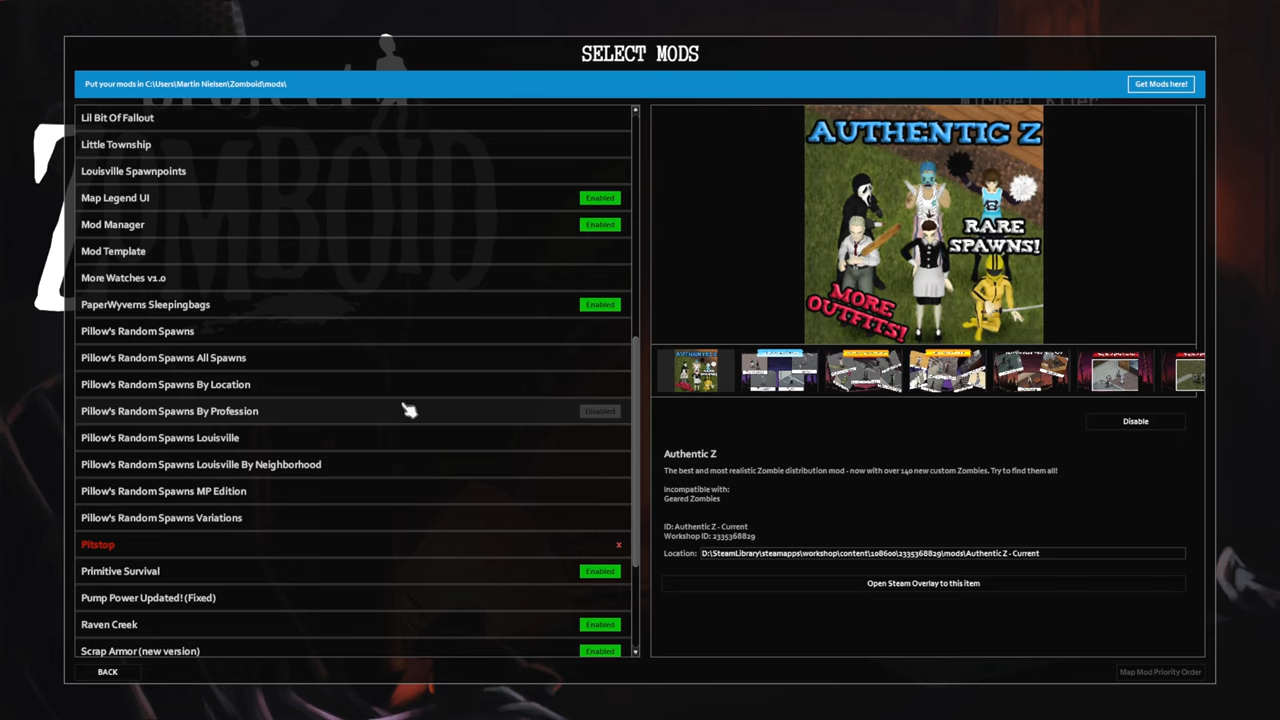 SELECT MODS
Put your mods in C:\Users\Martin Nielsen\Zomboid\mods\
Get Mods here!
project
ZOMBOID
Lil Bit Of Fallout
Little Township
Louisville Spawnpoints
Map Legend UI Enabled
Mod Manager Enabled
Mod Template
More Watches v1.0
PaperWyverns Sleepingbags Enabled
Pillow's Random Spawns
Pillow's Random Spawns All Spawns
Pillow's Random Spawns By Location
Pillow's Random Spawns By Profession Disabled
Pillow's Random Spawns Louisville
Pillow's Random Spawns Louisville By Neighborhood
Pillow's Random Spawns MP Edition
Pillow's Random Spawns Variations
Pitstop x
Primitive Survival Enabled
Pump Power Updated! (Fixed)
Raven Creek Enabled
Scrap Armor (new version) Enabled
BACK
AUTHENTIC Z
RARE
SPAWNS!
MORE
OUTFITS!
Disable
Authentic Z
The best and most realistic Zombie distribution mod - now with over 140 new custom Zombies. Try to find them all!
Incompatible with:
Geared Zombies
ID: Authentic Z - Current
Workshop ID: 2335368829
Location: D:\SteamLibrary\steamapps\workshop\content\108600\2335368829\mods\Authentic Z - Current
Open Steam Overlay to this item
Map Mod Priority Order